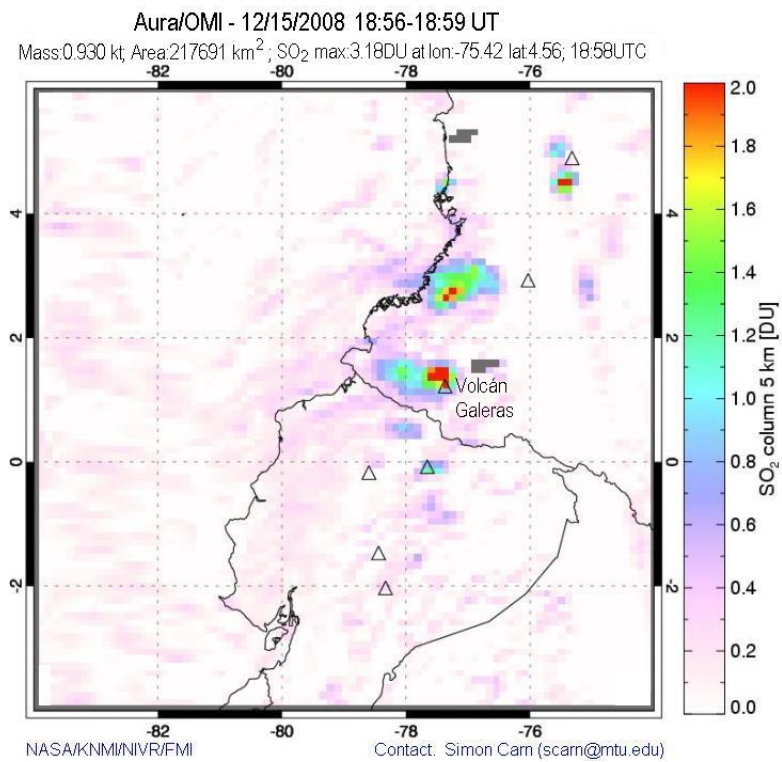 Aura/OMI - 12/15/2008 18:56-18:59 UT
Mass:0.930 kt; Area:217691 km²; SO₂ max:3.18DU at lon:-75.42 lat:4.56; 18:58UTC
-82 -80 -78 -76
4
2
0
-2
Volcán
Galeras
-82 -80 -78 -76
4
2
0
-2
2.0
1.8
1.6
1.4
1.2
1.0
0.8
0.6
0.4
0.2
0.0
SO₂ column 5 km [DU]
NASA/KNMI/NIVR/FMI
Contact. Simon Carn (scarn@mtu.edu)